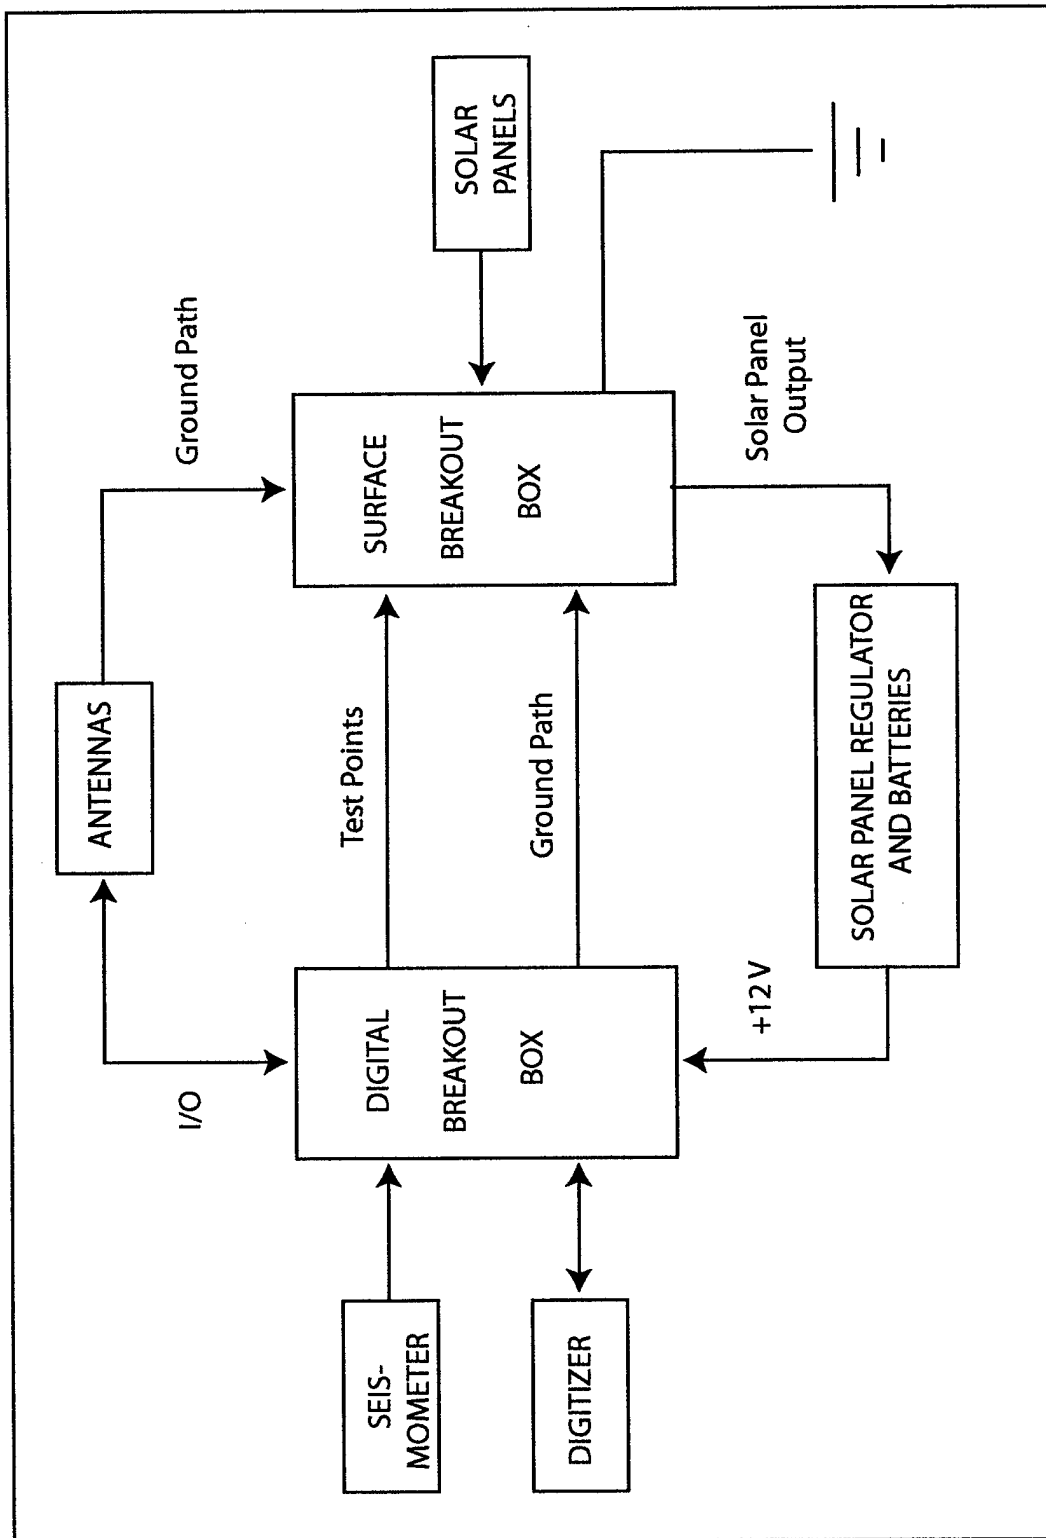 ANTENNAS
I/O
Ground Path
SEIS-
MOMETER
DIGITIZER
DIGITAL
BREAKOUT
BOX
Test Points
Ground Path
SURFACE
BREAKOUT
BOX
SOLAR
PANELS
+12 V
SOLAR PANEL REGULATOR
AND BATTERIES
Solar Panel
Output